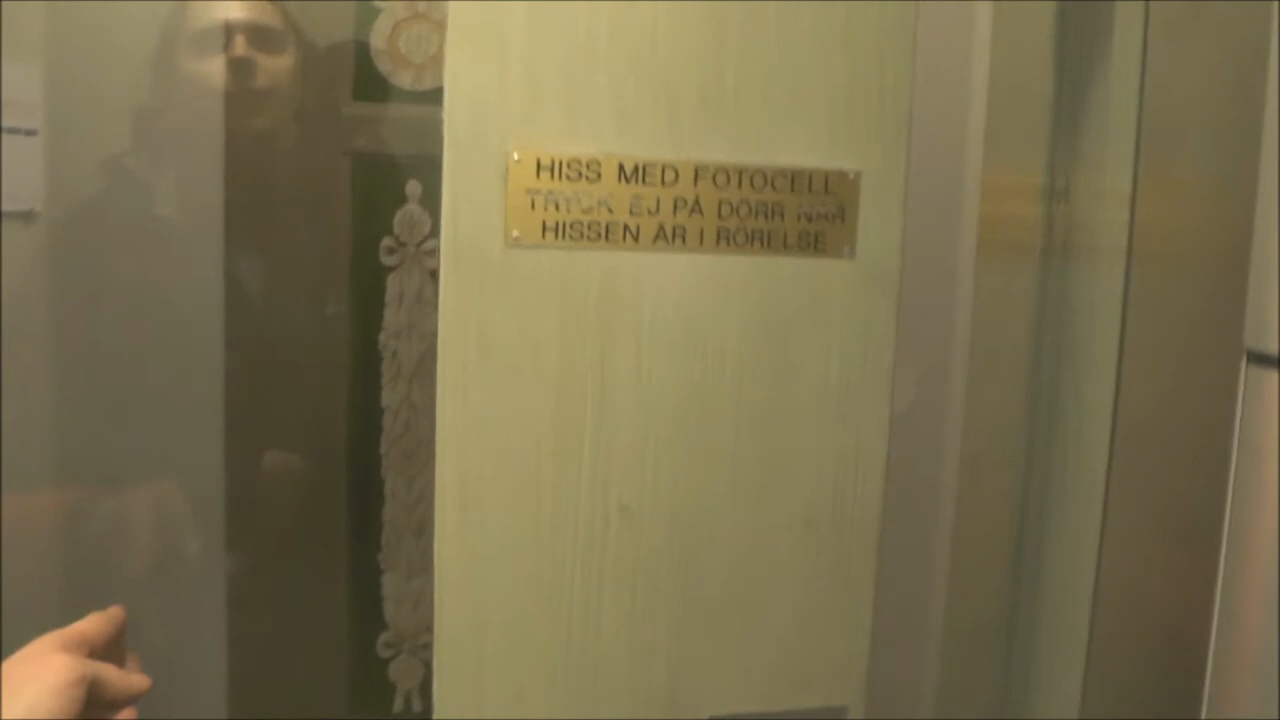 HISS MED FOTOCELL
TRYCK EJ PÅ DÖRR NÄR
HISSEN ÄR I RÖRELSE